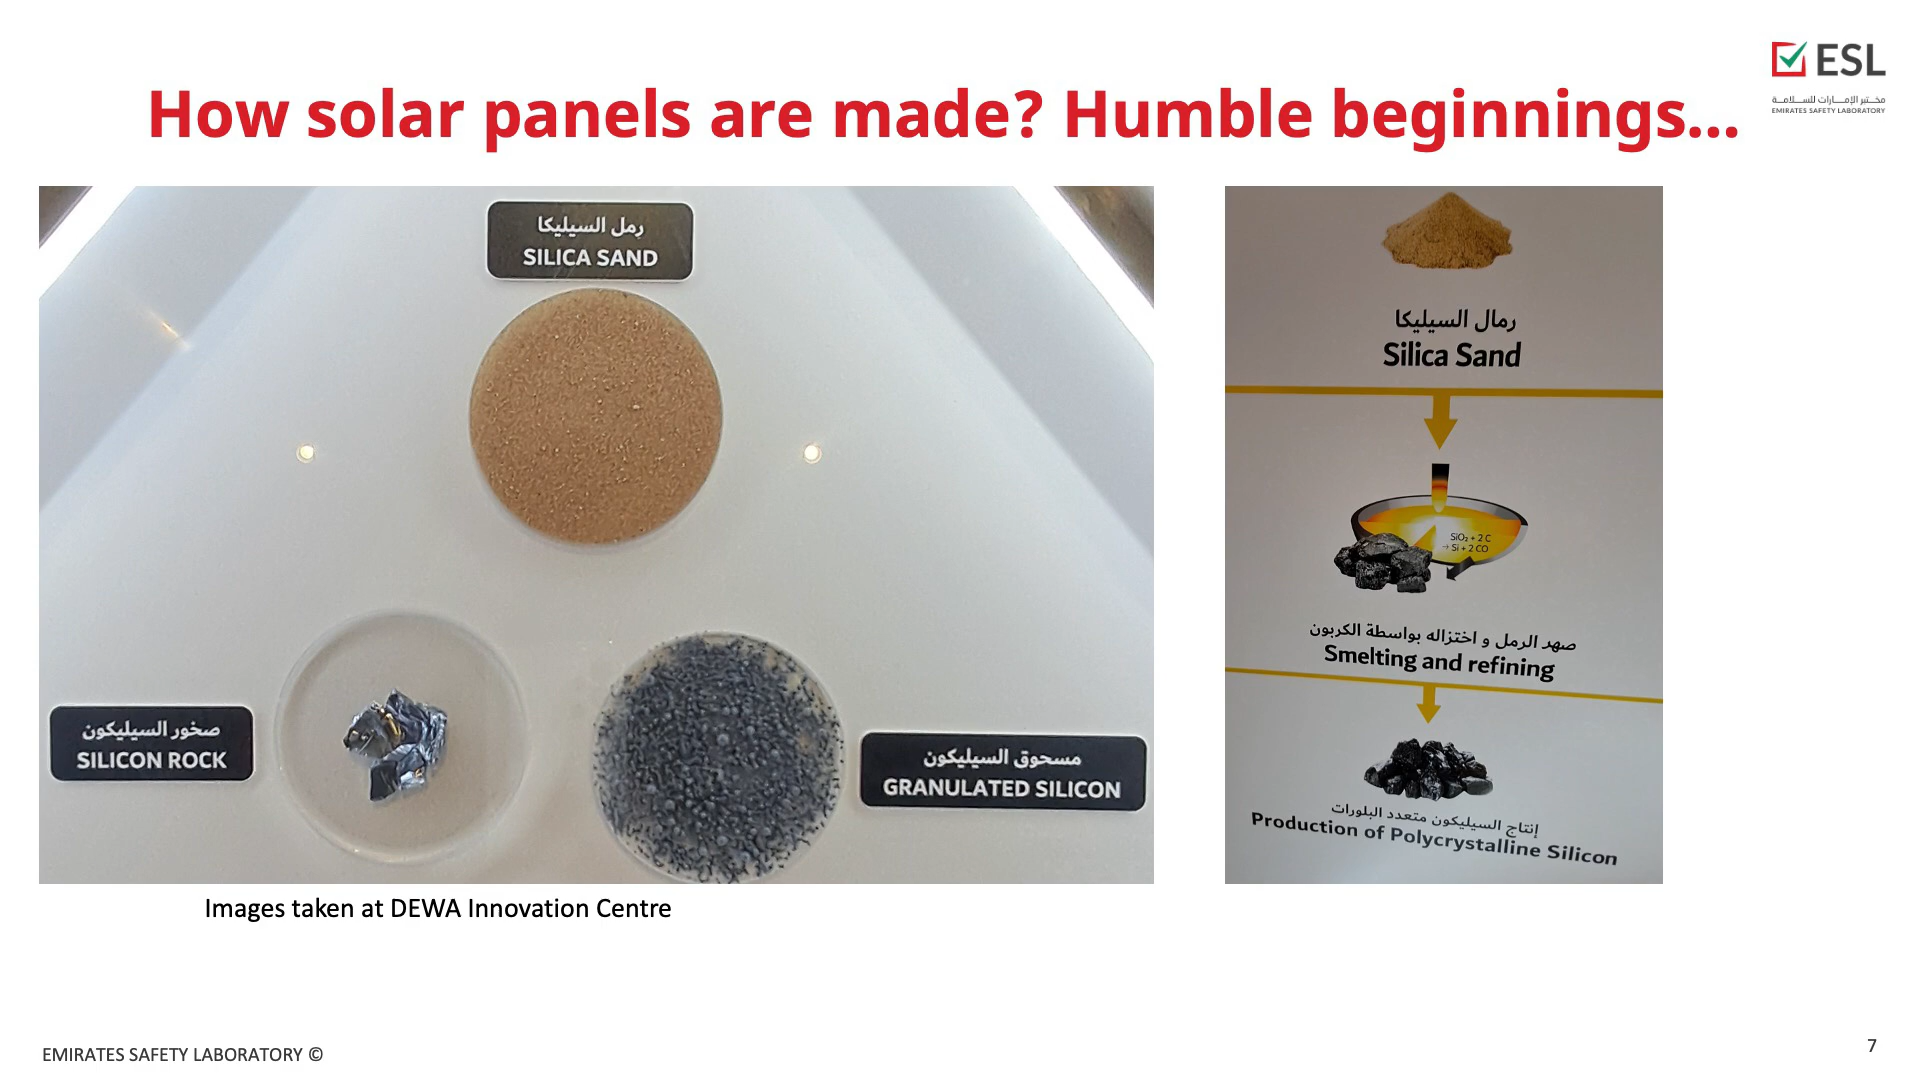 ESL
مختبر الإمارات للسلامة
EMIRATES SAFETY LABORATORY
How solar panels are made? Humble beginnings...
رمل السيليكا
SILICA SAND
صخور السيليكون
SILICON ROCK
مسحوق السيليكون
GRANULATED SILICON
رمال السيليكا
Silica Sand
SiO₂ + 2 C
→ Si + 2 CO
صهر الرمل و اختزاله بواسطة الكربون
Smelting and refining
إنتاج السيليكون متعدد البلورات
Production of Polycrystalline Silicon
Images taken at DEWA Innovation Centre
EMIRATES SAFETY LABORATORY ©
7